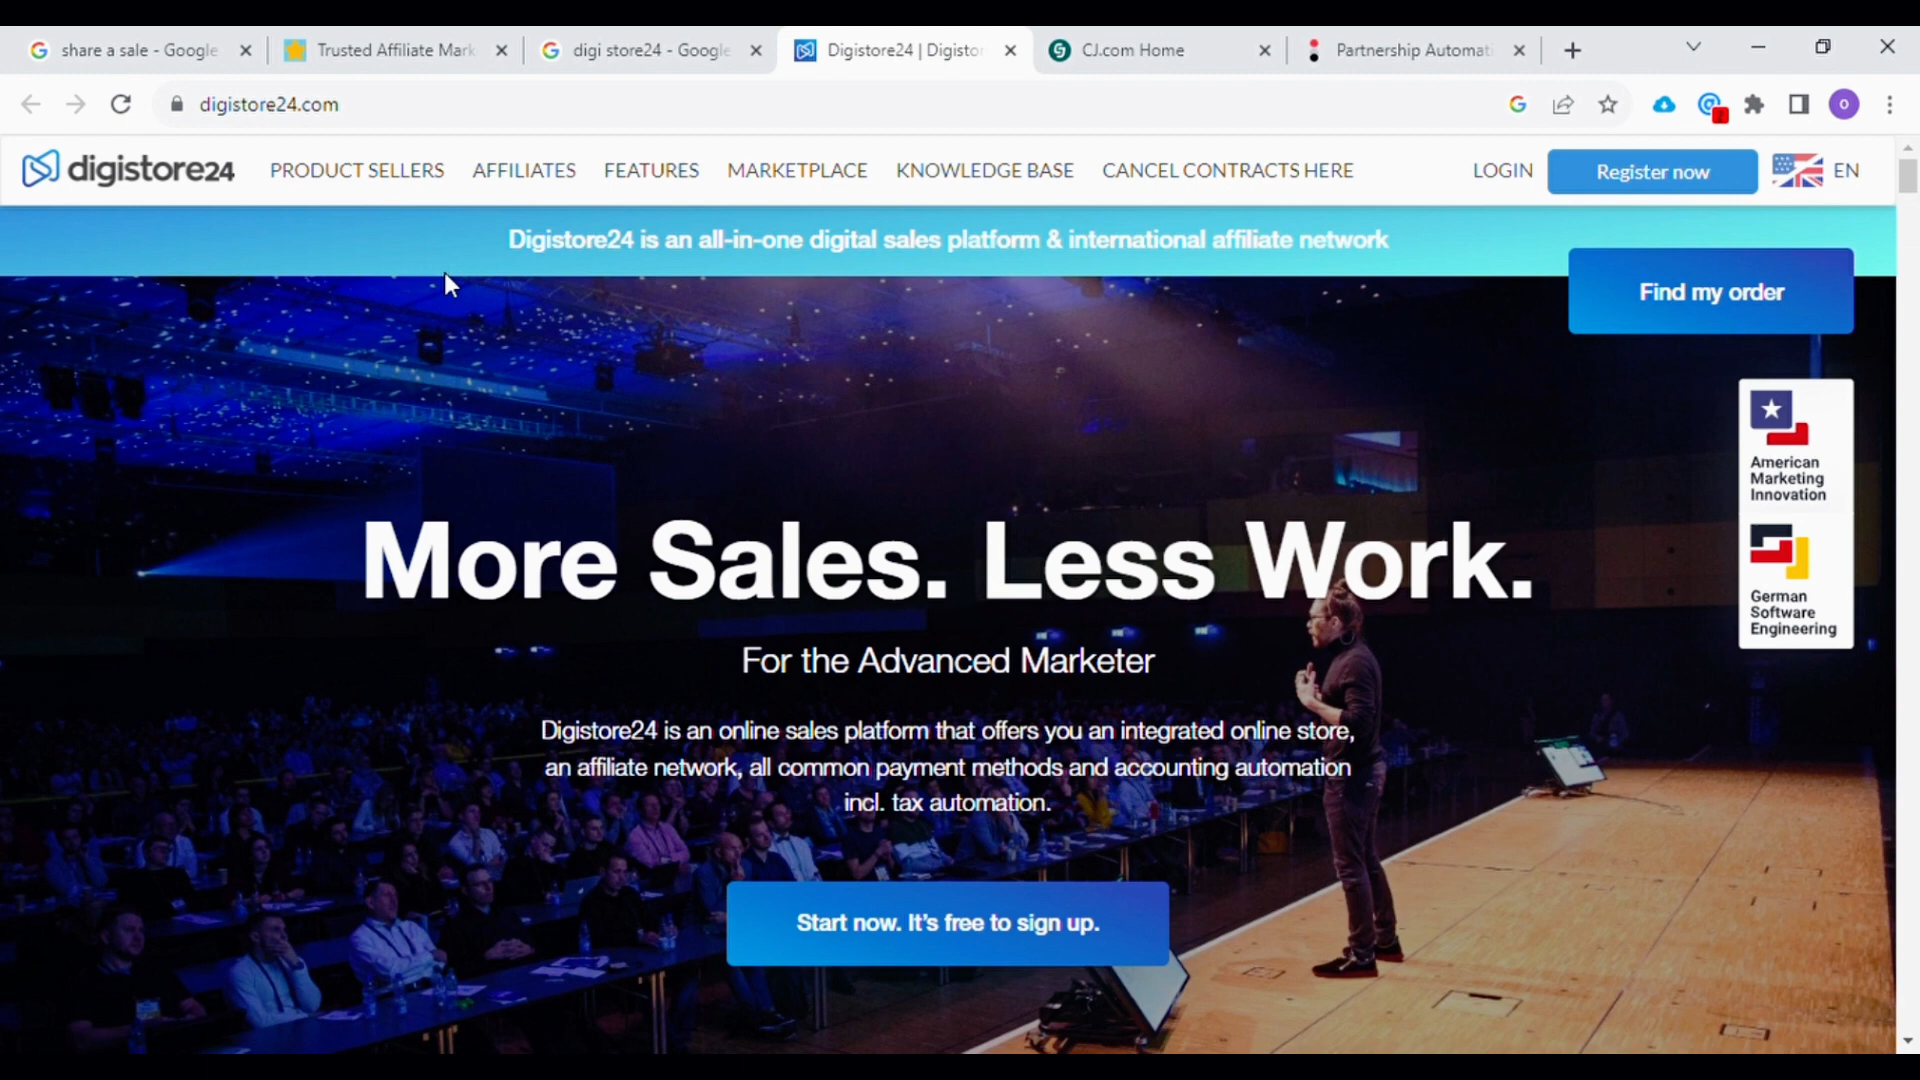 share a sale - Google
Trusted Affiliate Mark
digi store24 - Google
Digistore24 | Digistor
CJ.com Home
Partnership Automati
digistore24.com
digistore24
PRODUCT SELLERS
AFFILIATES
FEATURES
MARKETPLACE
KNOWLEDGE BASE
CANCEL CONTRACTS HERE
LOGIN
Register now
EN
Digistore24 is an all-in-one digital sales platform & international affiliate network
Find my order
American
Marketing
Innovation
German
Software
Engineering
More Sales. Less Work.
For the Advanced Marketer
Digistore24 is an online sales platform that offers you an integrated online store,
an affiliate network, all common payment methods and accounting automation
incl. tax automation.
Start now. It's free to sign up.